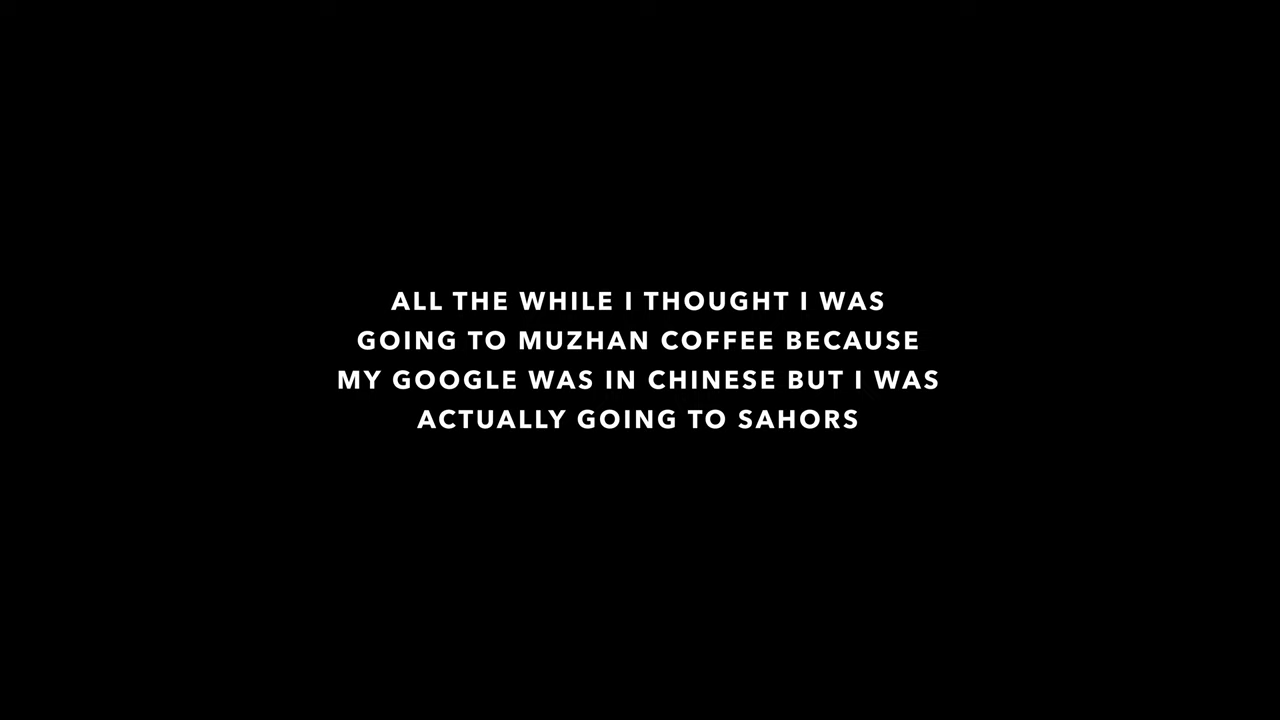 ALL THE WHILE I THOUGHT I WAS
GOING TO MUZHAN COFFEE BECAUSE
MY GOOGLE WAS IN CHINESE BUT I WAS
ACTUALLY GOING TO SAHORS